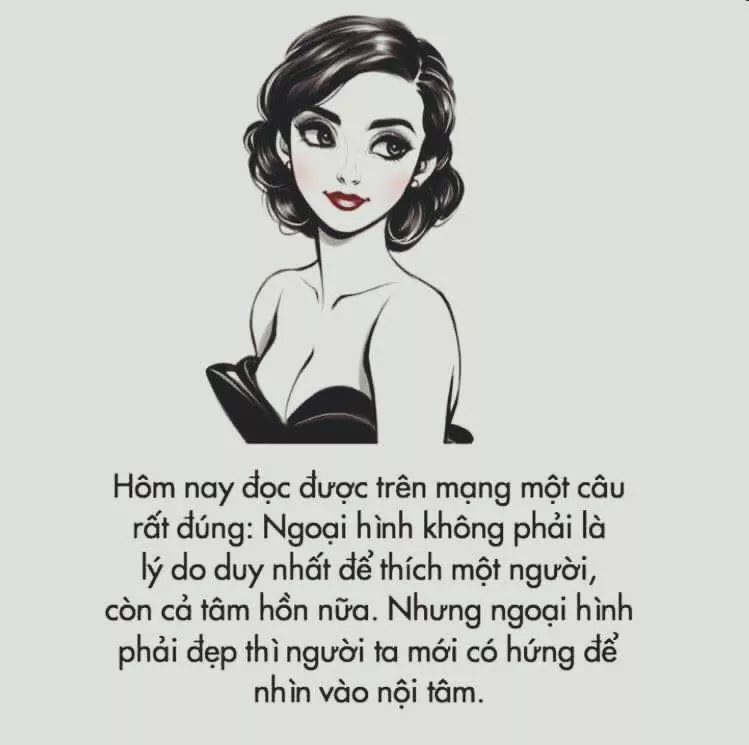 Hôm nay đọc được trên mạng một câu
rất đúng: Ngoại hình không phải là
lý do duy nhất để thích một người,
còn cả tâm hồn nữa. Nhưng ngoại hình
phải đẹp thì người ta mới có hứng để
nhìn vào nội tâm.